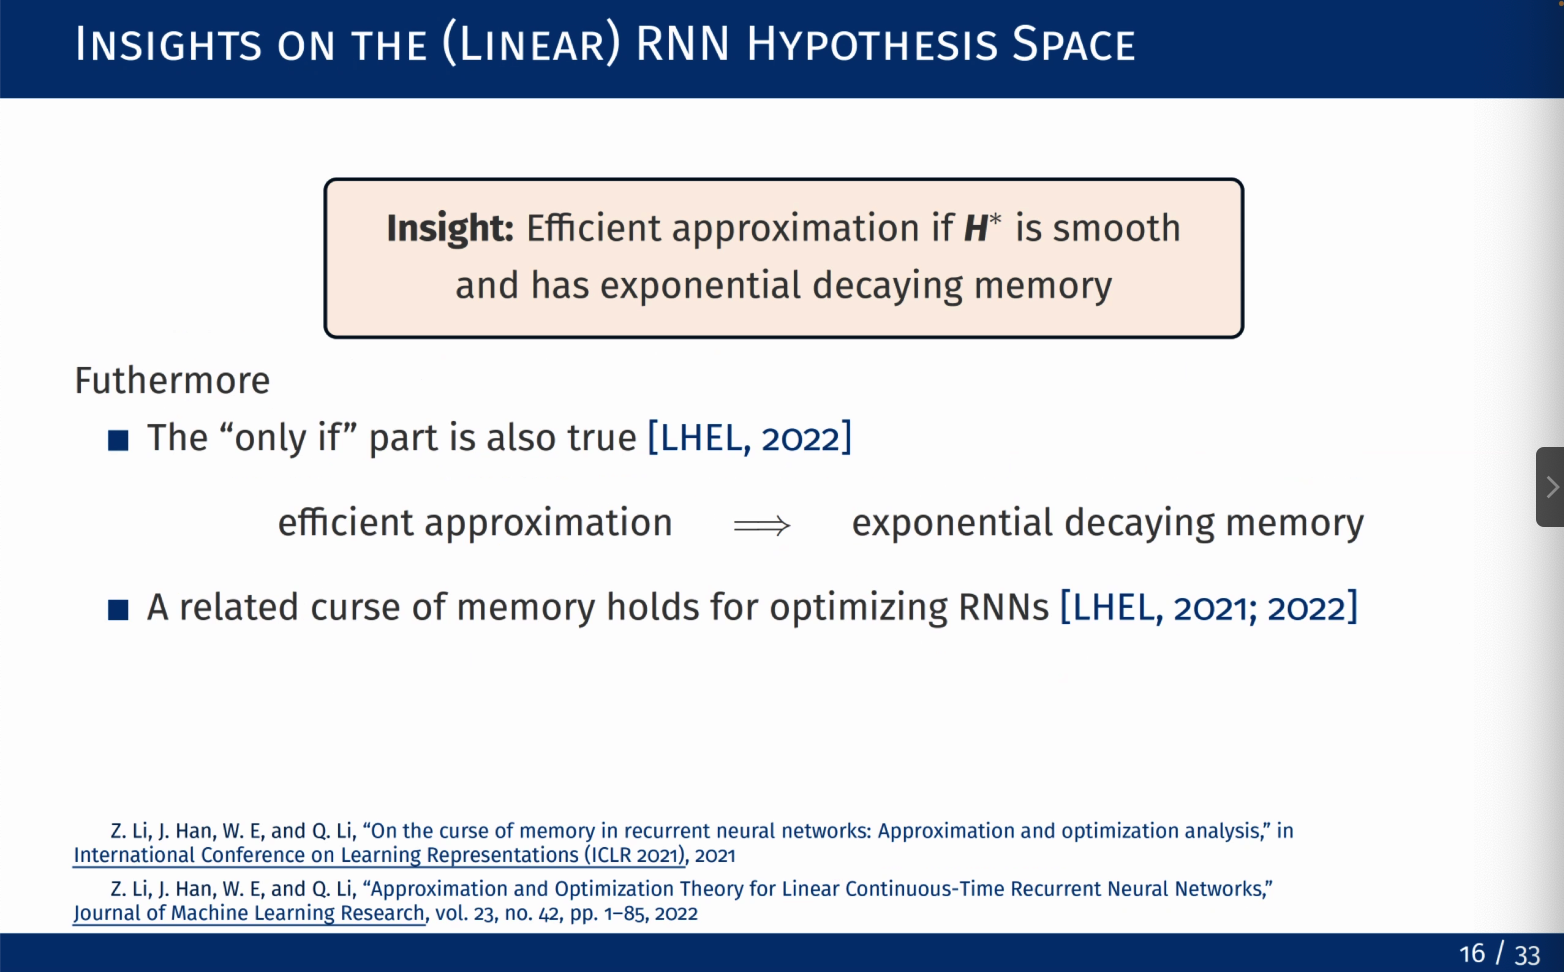 INSIGHTS ON THE (LINEAR) RNN HYPOTHESIS SPACE
Insight: Efficient approximation if H* is smooth
and has exponential decaying memory
Futhermore
■ The “only if” part is also true [LHEL, 2022]
efficient approximation ⟹ exponential decaying memory
■ A related curse of memory holds for optimizing RNNs [LHEL, 2021; 2022]
Z. Li, J. Han, W. E, and Q. Li, “On the curse of memory in recurrent neural networks: Approximation and optimization analysis,” in
International Conference on Learning Representations (ICLR 2021), 2021
Z. Li, J. Han, W. E, and Q. Li, “Approximation and Optimization Theory for Linear Continuous-Time Recurrent Neural Networks,”
Journal of Machine Learning Research, vol. 23, no. 42, pp. 1–85, 2022
16 / 33